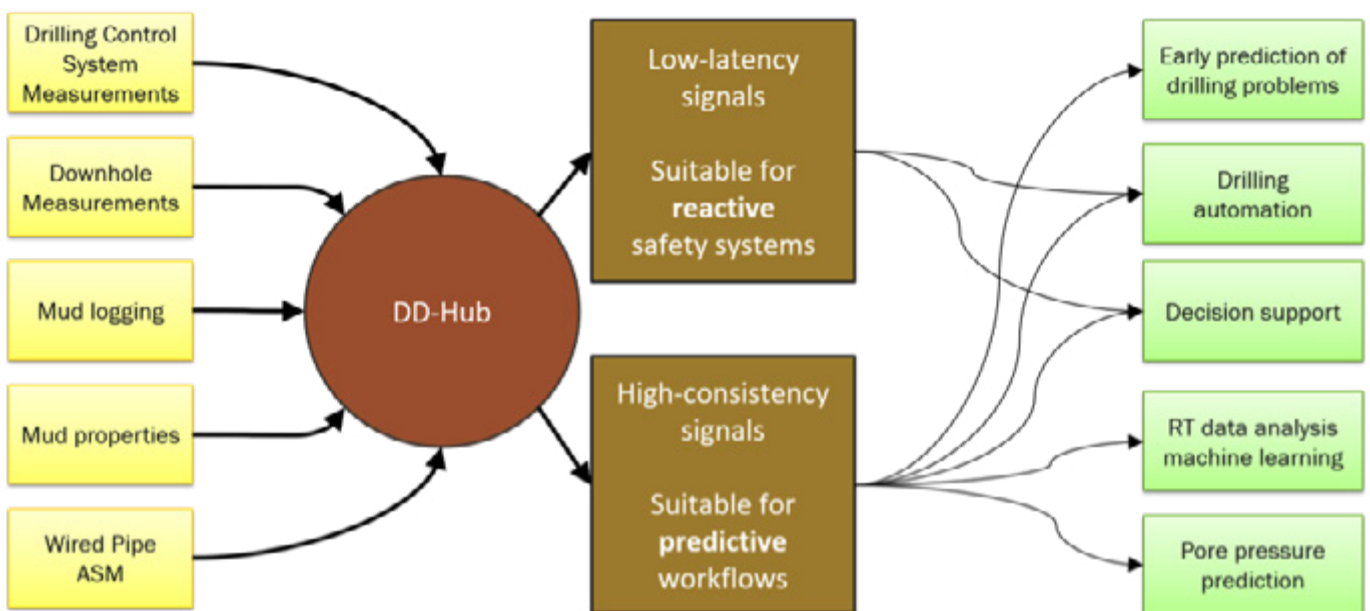 Drilling Control
System
Measurements
Downhole
Measurements
Mud logging
Mud properties
Wired Pipe
ASM
DD-Hub
Low-latency
signals
Suitable for
reactive
safety systems
High-consistency
signals
Suitable for
predictive
workflows
Early prediction of
drilling problems
Drilling
automation
Decision support
RT data analysis
machine learning
Pore pressure
prediction